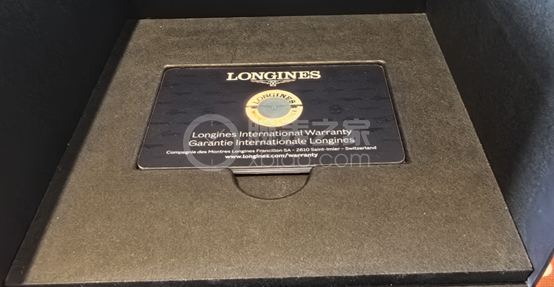 LONGINES
LONGINES
Longines International Warranty
Garantie Internationale Longines
Compagnie des Montres Longines Francillon SA – 2610 Saint-Imier – Switzerland
www.longines.com/warranty